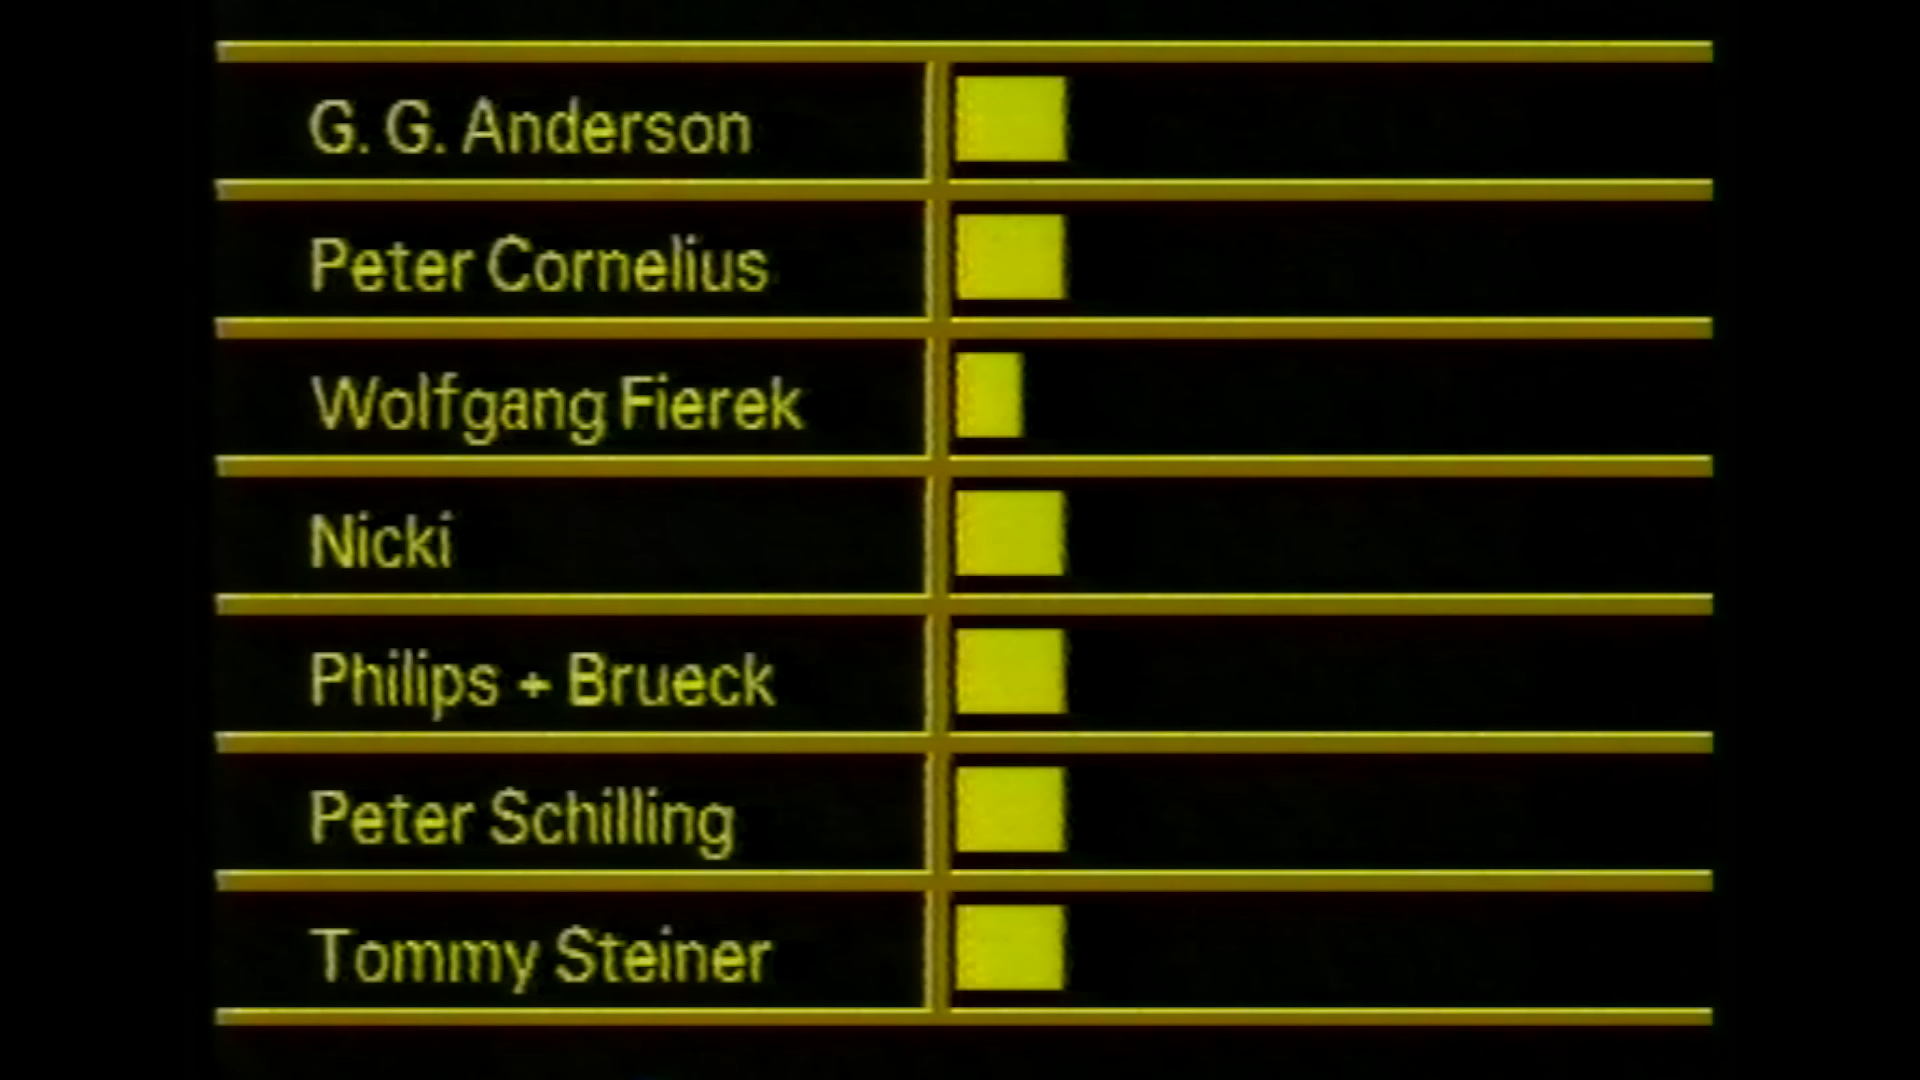 G. G. Anderson
Peter Cornelius
Wolfgang Fierek
Nicki
Philips + Brueck
Peter Schilling
Tommy Steiner